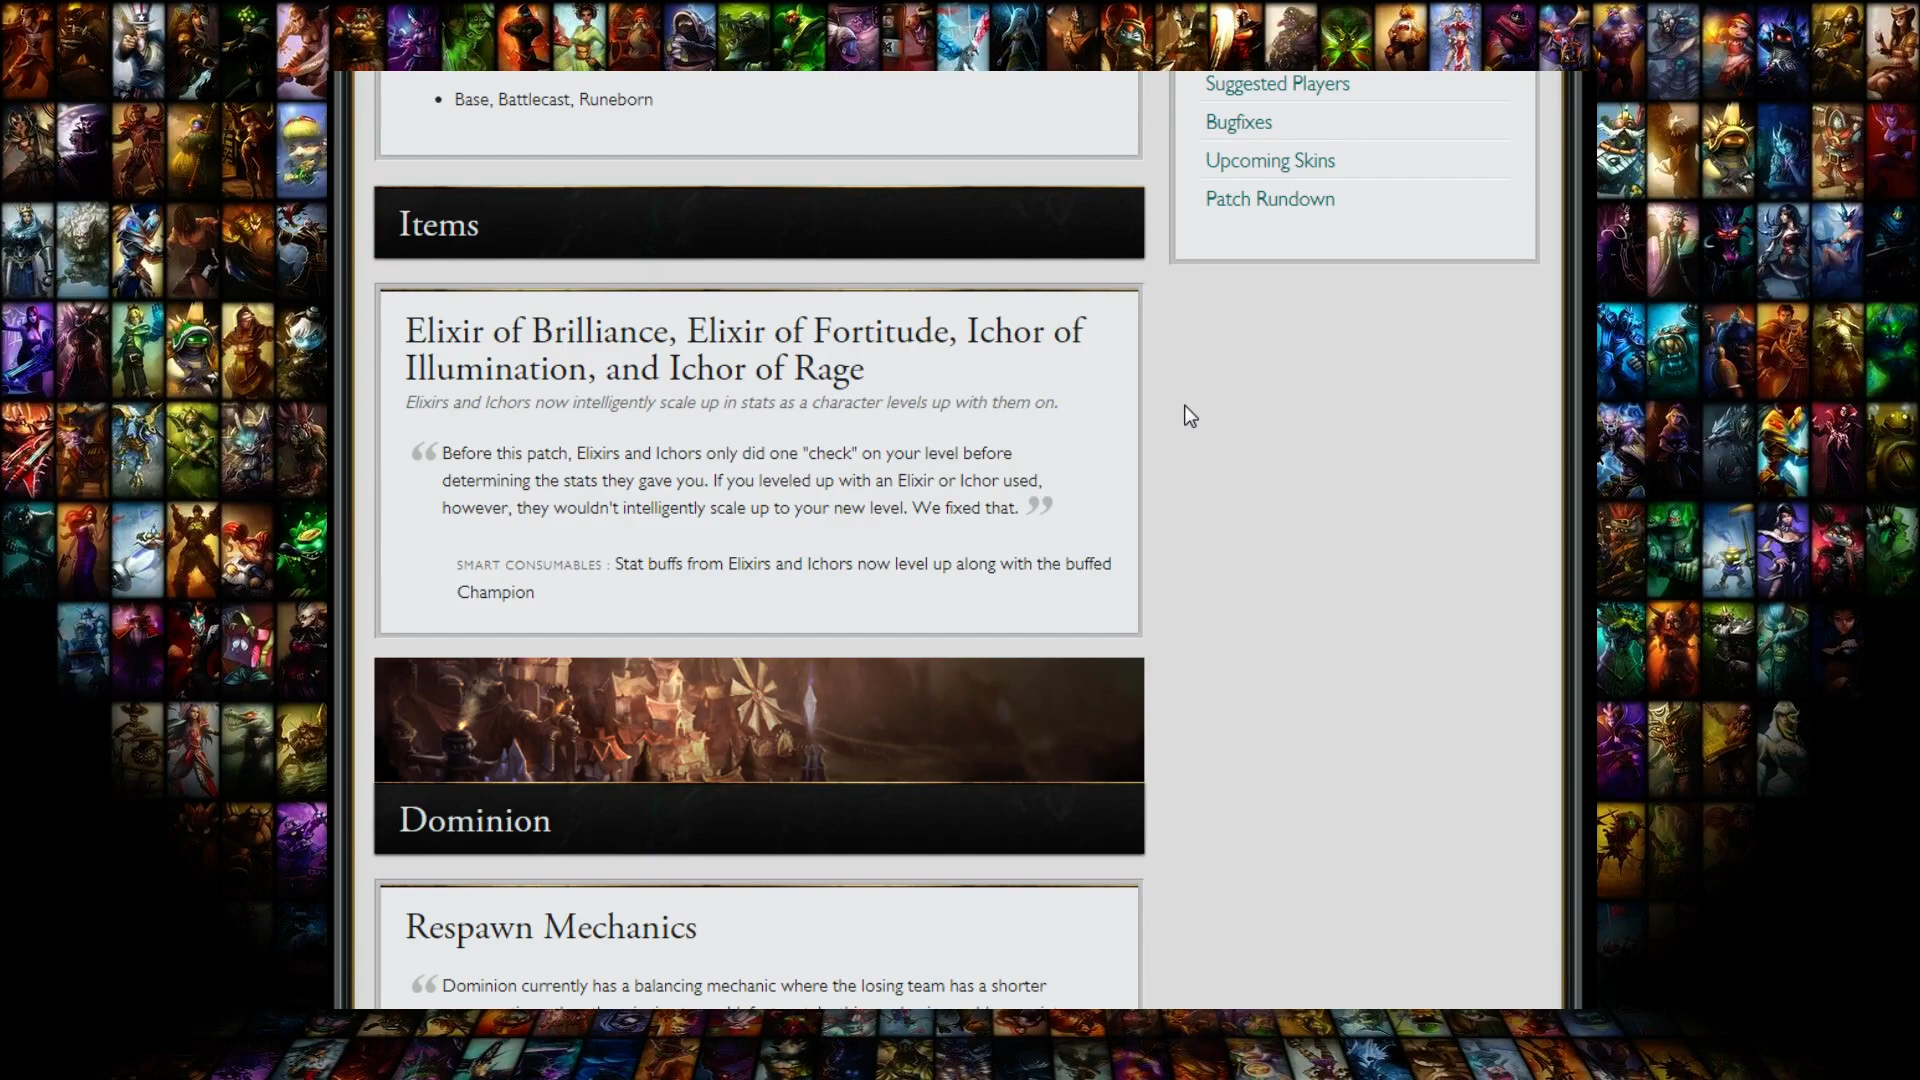 Base, Battlecast, Runeborn
Items
Elixir of Brilliance, Elixir of Fortitude, Ichor of
Illumination, and Ichor of Rage
Elixirs and Ichors now intelligently scale up in stats as a character levels up with them on.
“ Before this patch, Elixirs and Ichors only did one "check" on your level before
determining the stats they gave you. If you leveled up with an Elixir or Ichor used,
however, they wouldn't intelligently scale up to your new level. We fixed that. ”
SMART CONSUMABLES : Stat buffs from Elixirs and Ichors now level up along with the buffed
Champion
Dominion
Respawn Mechanics
“ Dominion currently has a balancing mechanic where the losing team has a shorter
Suggested Players
Bugfixes
Upcoming Skins
Patch Rundown